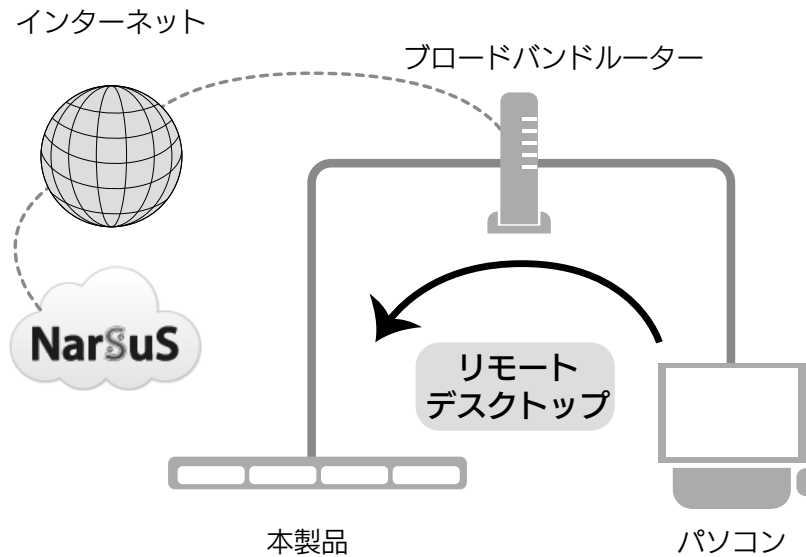 インターネット
ブロードバンドルーター
NarSuS
リモート
デスクトップ
本製品
パソコン